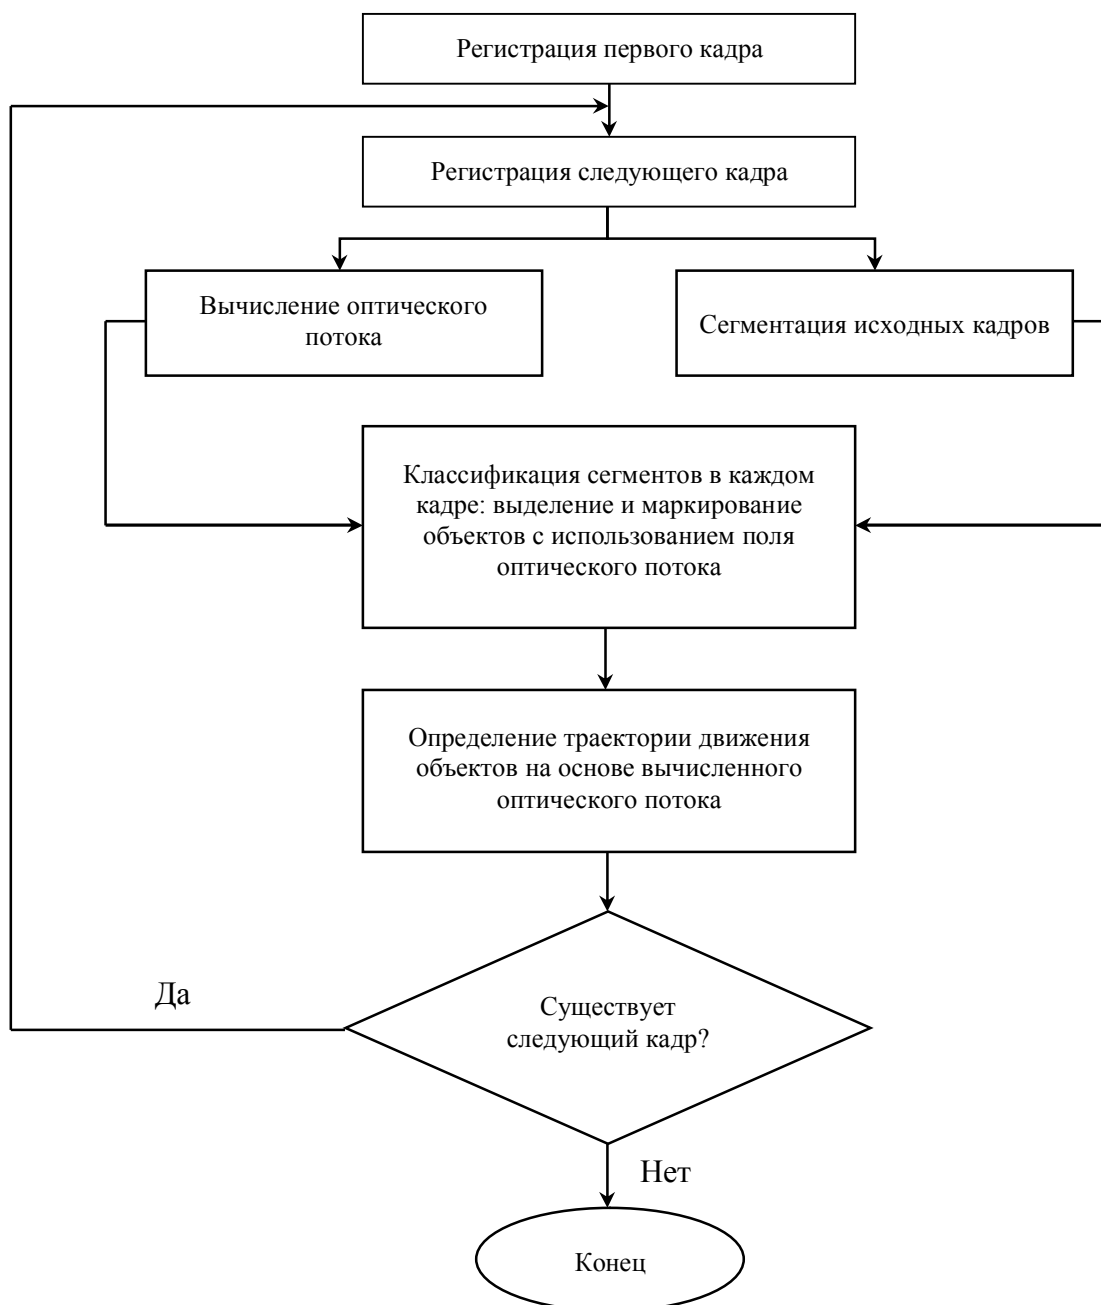 Регистрация первого кадра
Регистрация следующего кадра
Вычисление оптического
потока
Сегментация исходных кадров
Классификация сегментов в каждом
кадре: выделение и маркирование
объектов с использованием поля
оптического потока
Определение траектории движения
объектов на основе вычисленного
оптического потока
Да
Существует
следующий кадр?
Нет
Конец